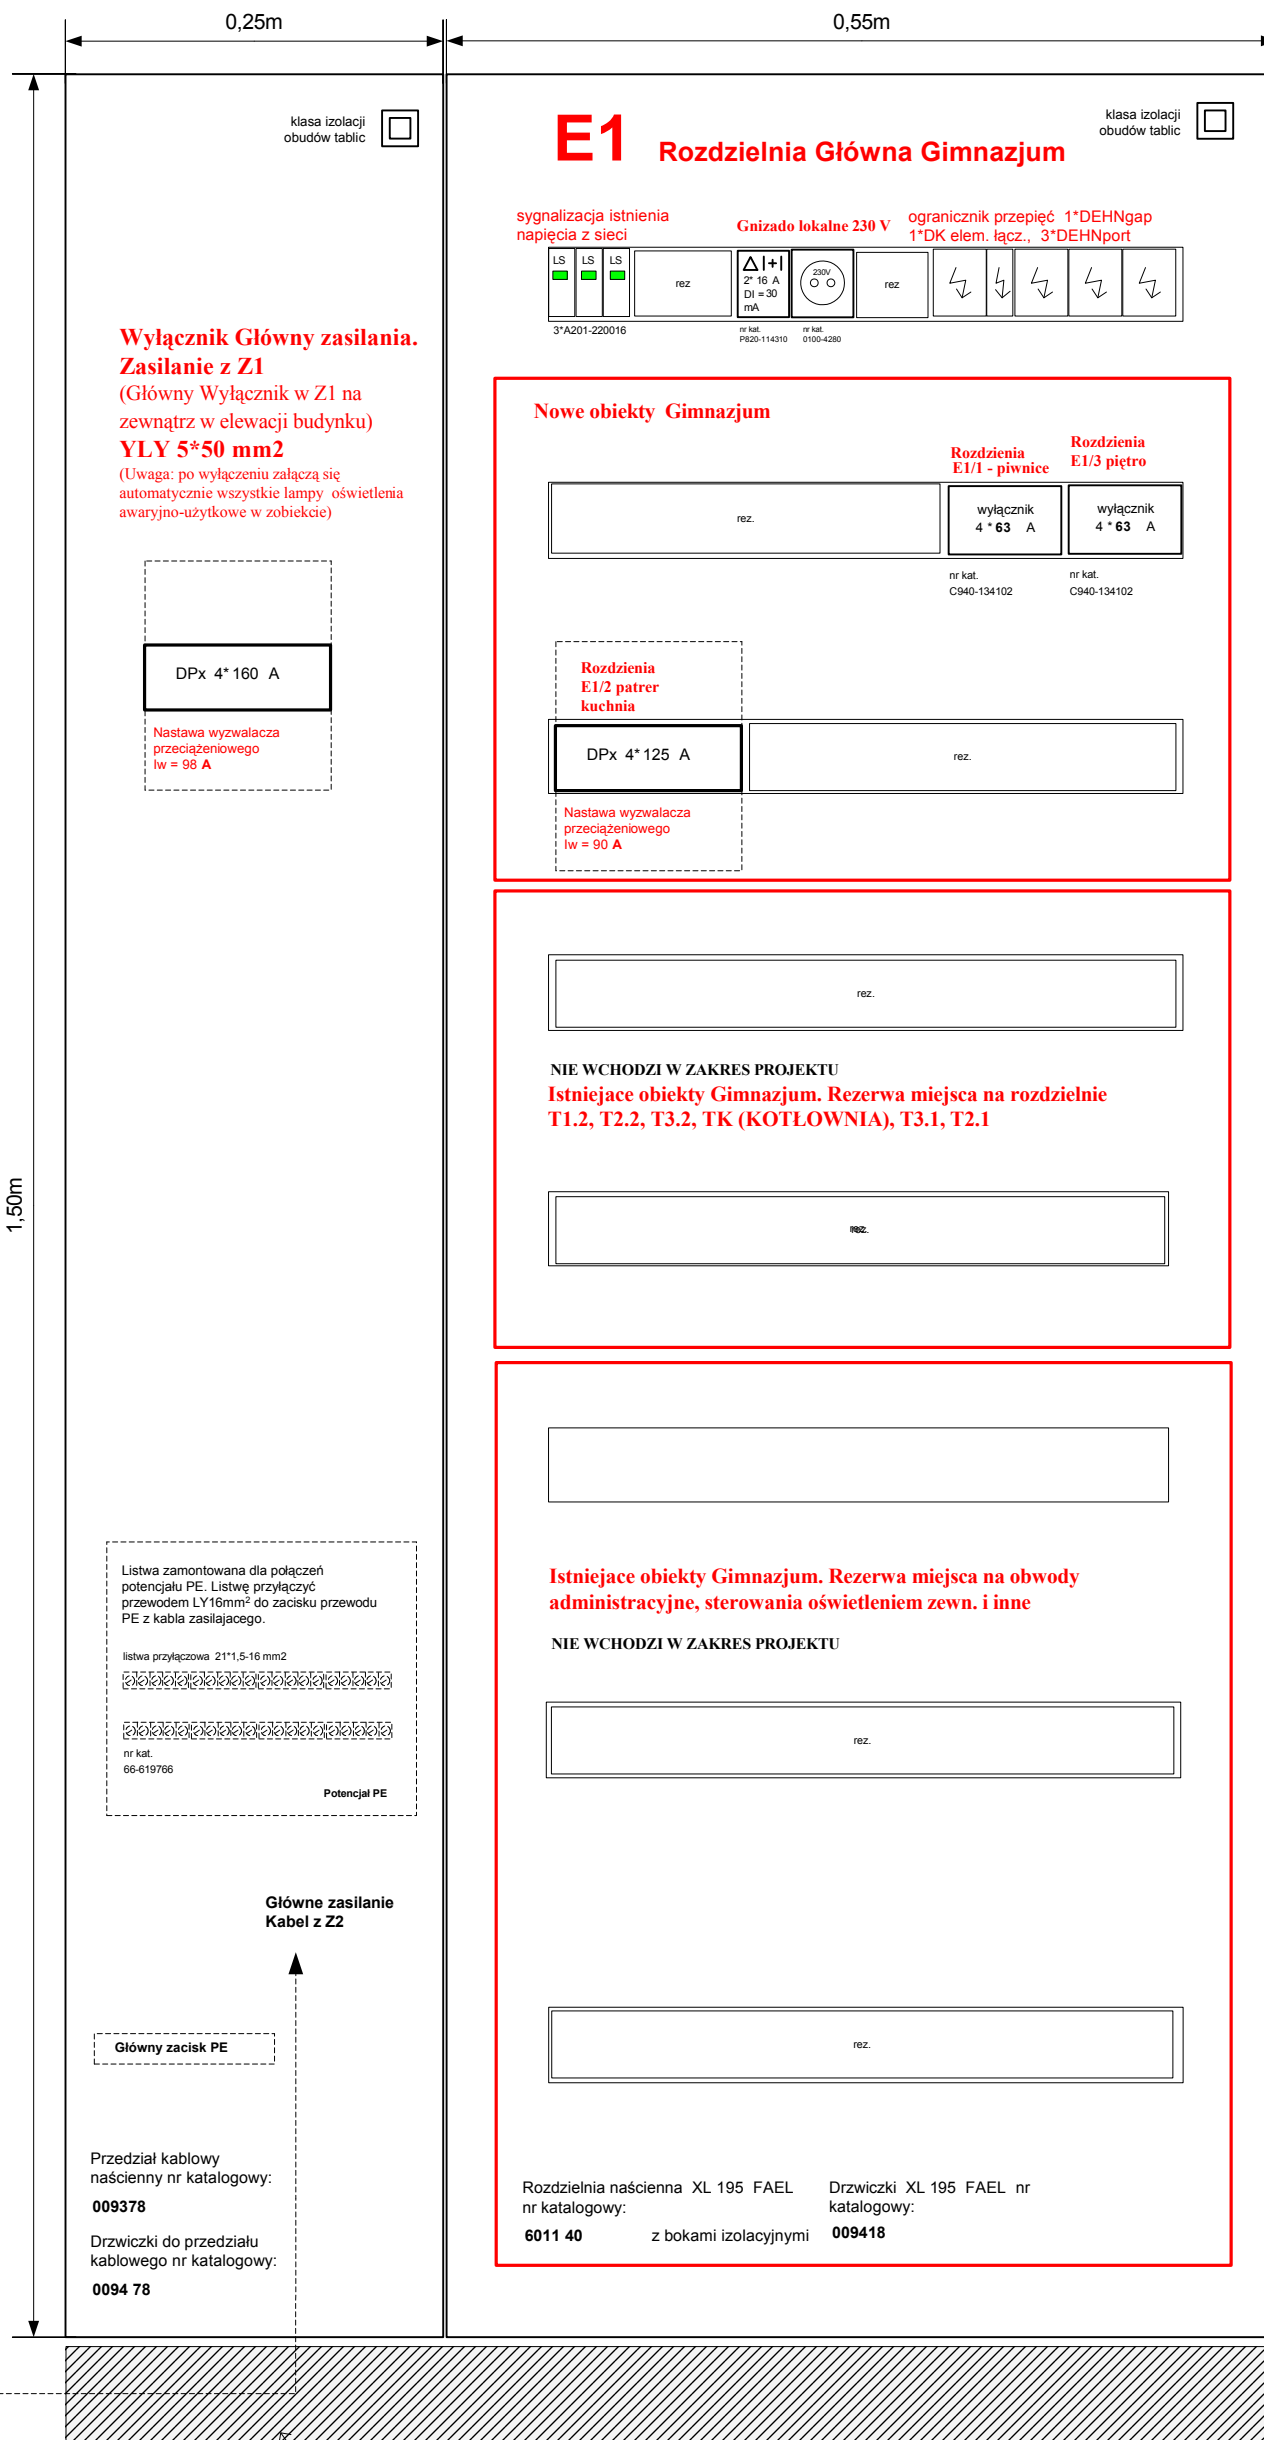 0,25m
0,55m
1,50m
klasa izolacji
obudów tablic
Wyłącznik Główny zasilania.
Zasilanie z Z1
(Główny Wyłącznik w Z1 na
zewnątrz w elewacji budynku)
YLY 5*50 mm2
(Uwaga: po wyłączeniu załączą się
automatycznie wszystkie lampy oświetlenia
awaryjno-użytkowe w zobiekcie)
DPx 4* 160 A
Nastawa wyzwalacza
przeciążeniowego
Iw = 98 A
Listwa zamontowana dla połączeń
potencjału PE. Listwę przyłączyć
przewodem LY16mm² do zacisku przewodu
PE z kabla zasilajacego.
listwa przyłączowa 21*1,5-16 mm2
nr kat.
66-619766
Potencjał PE
Główne zasilanie
Kabel z Z2
Główny zacisk PE
Przedział kablowy
naścienny nr katalogowy:
009378
Drzwiczki do przedziału
kablowego nr katalogowy:
0094 78
klasa izolacji
obudów tablic
E1 Rozdzielnia Główna Gimnazjum
sygnalizacja istnienia
napięcia z sieci
Gnizado lokalne 230 V
ogranicznik przepięć 1*DEHNgap
1*DK elem. łącz., 3*DEHNport
LS LS LS
rez
2* 16 A
DI = 30
mA
230V
rez
3*A201-220016
nr kat.
P820-114310
nr kat.
0100-4280
Nowe obiekty Gimnazjum
Rozdzienia
E1/1 - piwnice
Rozdzienia
E1/3 piętro
rez.
wyłącznik
4 * 63 A
wyłącznik
4 * 63 A
nr kat.
C940-134102
nr kat.
C940-134102
Rozdzienia
E1/2 patrer
kuchnia
DPx 4* 125 A
rez.
Nastawa wyzwalacza
przeciążeniowego
Iw = 90 A
rez.
NIE WCHODZI W ZAKRES PROJEKTU
Istniejace obiekty Gimnazjum. Rezerwa miejsca na rozdzielnie
T1.2, T2.2, T3.2, TK (KOTŁOWNIA), T3.1, T2.1
rez.
Istniejace obiekty Gimnazjum. Rezerwa miejsca na obwody
administracyjne, sterowania oświetleniem zewn. i inne
NIE WCHODZI W ZAKRES PROJEKTU
rez.
rez.
Rozdzielnia naścienna XL 195 FAEL
nr katalogowy:
6011 40 z bokami izolacyjnymi
Drzwiczki XL 195 FAEL nr
katalogowy:
009418